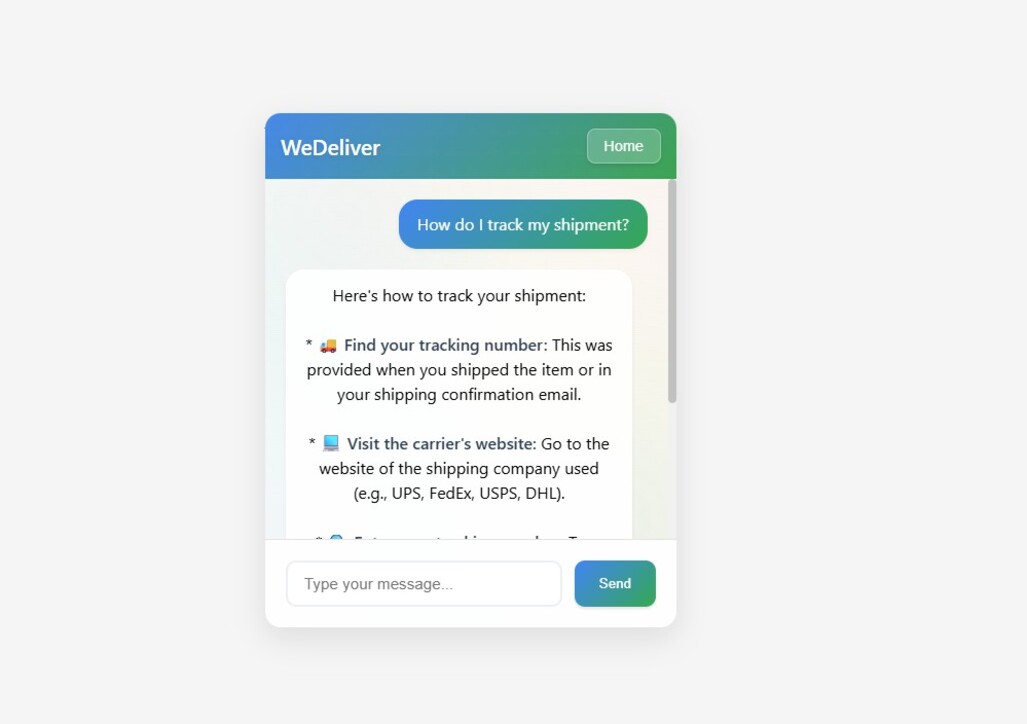 WeDeliver
Home
How do I track my shipment?
Here's how to track your shipment:
* 🚚 Find your tracking number: This was
provided when you shipped the item or in
your shipping confirmation email.
* 💻 Visit the carrier's website: Go to the
website of the shipping company used
(e.g., UPS, FedEx, USPS, DHL).
Type your message...
Send